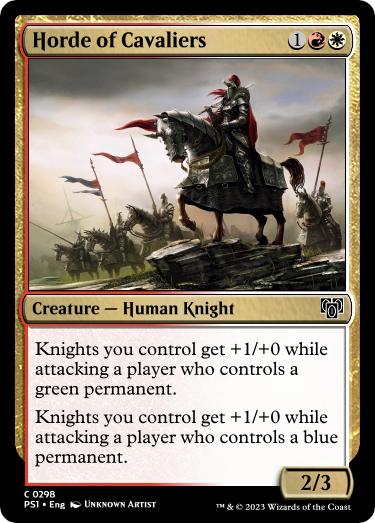 Horde of Cavaliers 1
Creature — Human Knight
Knights you control get +1/+0 while
attacking a player who controls a
green permanent.
Knights you control get +1/+0 while
attacking a player who controls a blue
permanent.
2/3
C 0298
PS1 • Eng Unknown Artist
™ & © 2023 Wizards of the Coast